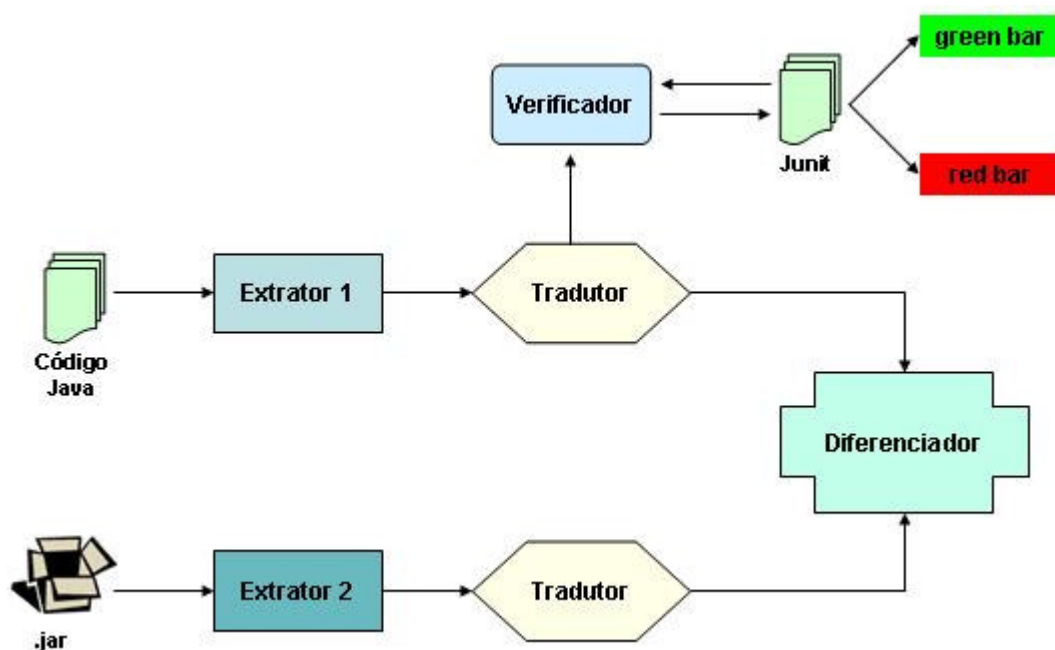 green bar
Verificador
Junit
red bar
Extrator 1
Tradutor
Código
Java
Diferenciador
Extrator 2
Tradutor
.jar